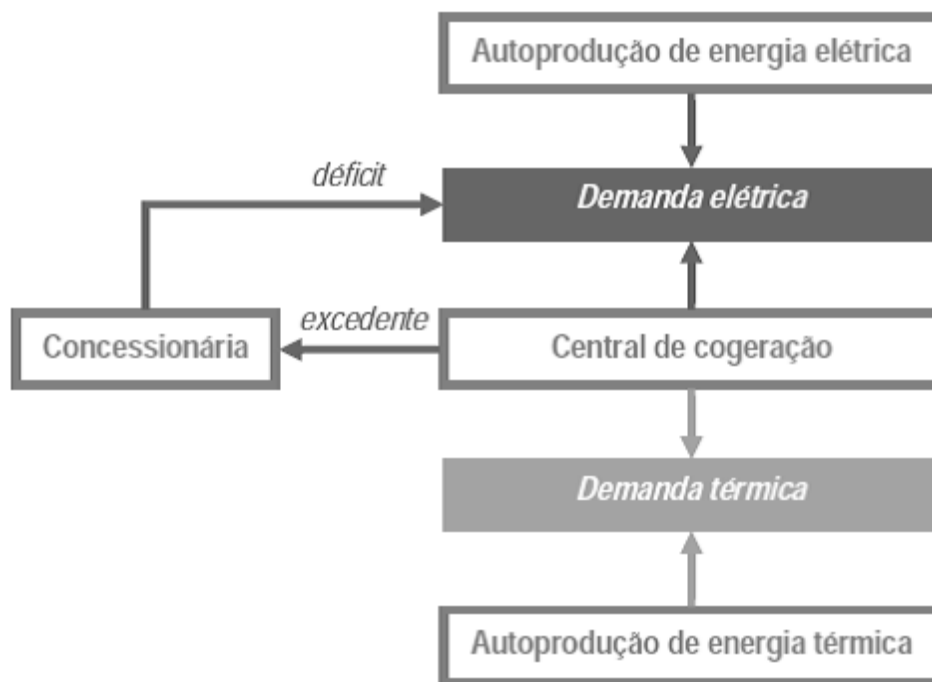 Autoprodução de energia elétrica
déficit
Demanda elétrica
excedente
Concessionária
Central de cogeração
Demanda térmica
Autoprodução de energia térmica